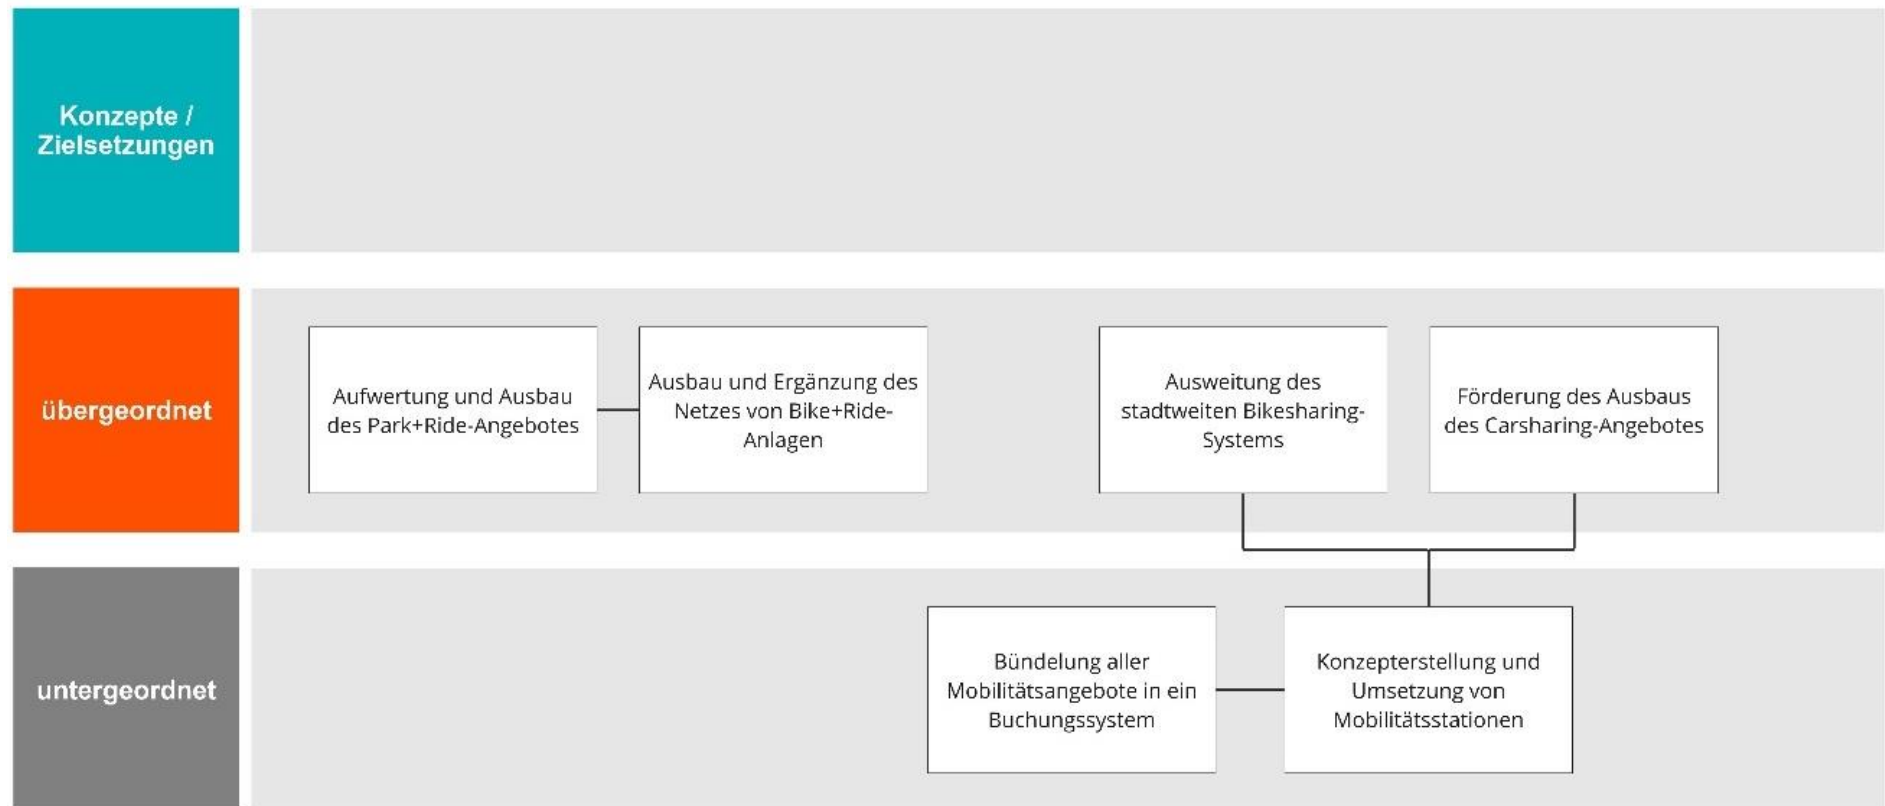 Konzepte /
Zielsetzungen
übergeordnet
Aufwertung und Ausbau
des Park+Ride-Angebotes
Ausbau und Ergänzung des
Netzes von Bike+Ride-
Anlagen
Ausweitung des
stadtweiten Bikesharing-
Systems
Förderung des Ausbaus
des Carsharing-Angebotes
untergeordnet
Bündelung aller
Mobilitätsangebote in ein
Buchungssystem
Konzepterstellung und
Umsetzung von
Mobilitätsstationen